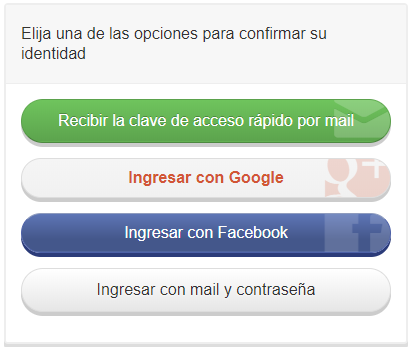 Elija una de las opciones para confirmar su
identidad
Recibir la clave de acceso rápido por mail
Ingresar con Google
Ingresar con Facebook
Ingresar con mail y contraseña